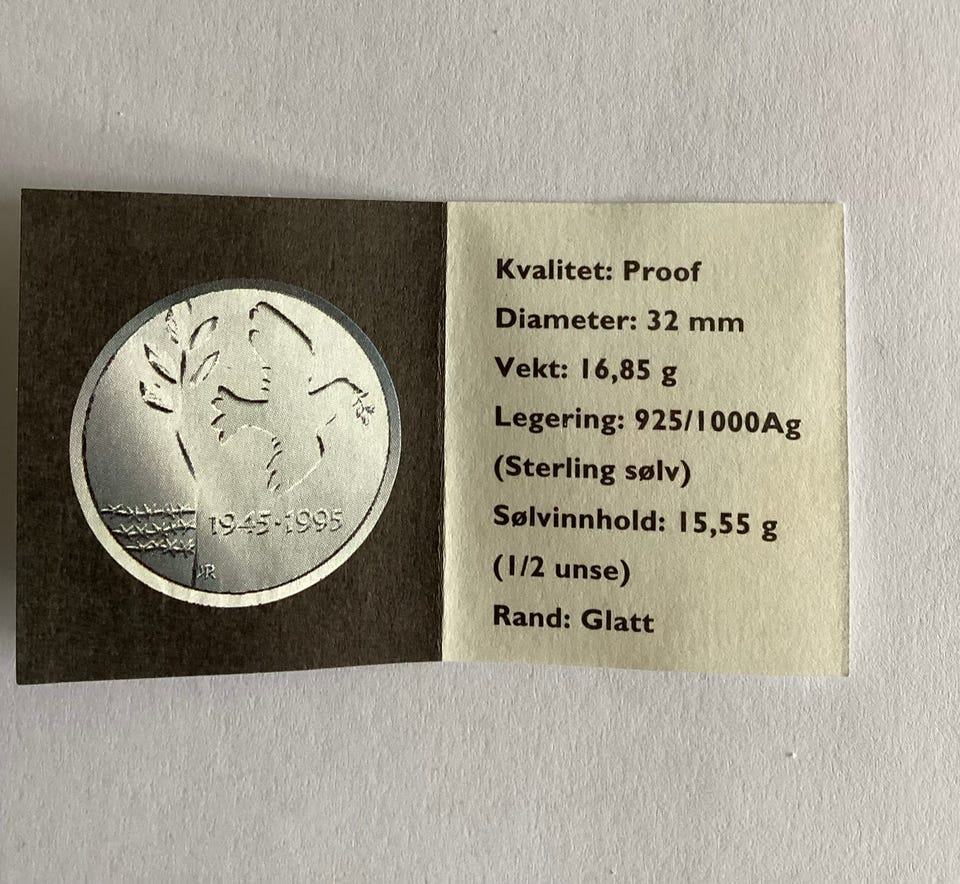 1945·1995
Kvalitet: Proof
Diameter: 32 mm
Vekt: 16,85 g
Legering: 925/1000Ag
(Sterling sølv)
Sølvinnhold: 15,55 g
(1/2 unse)
Rand: Glatt